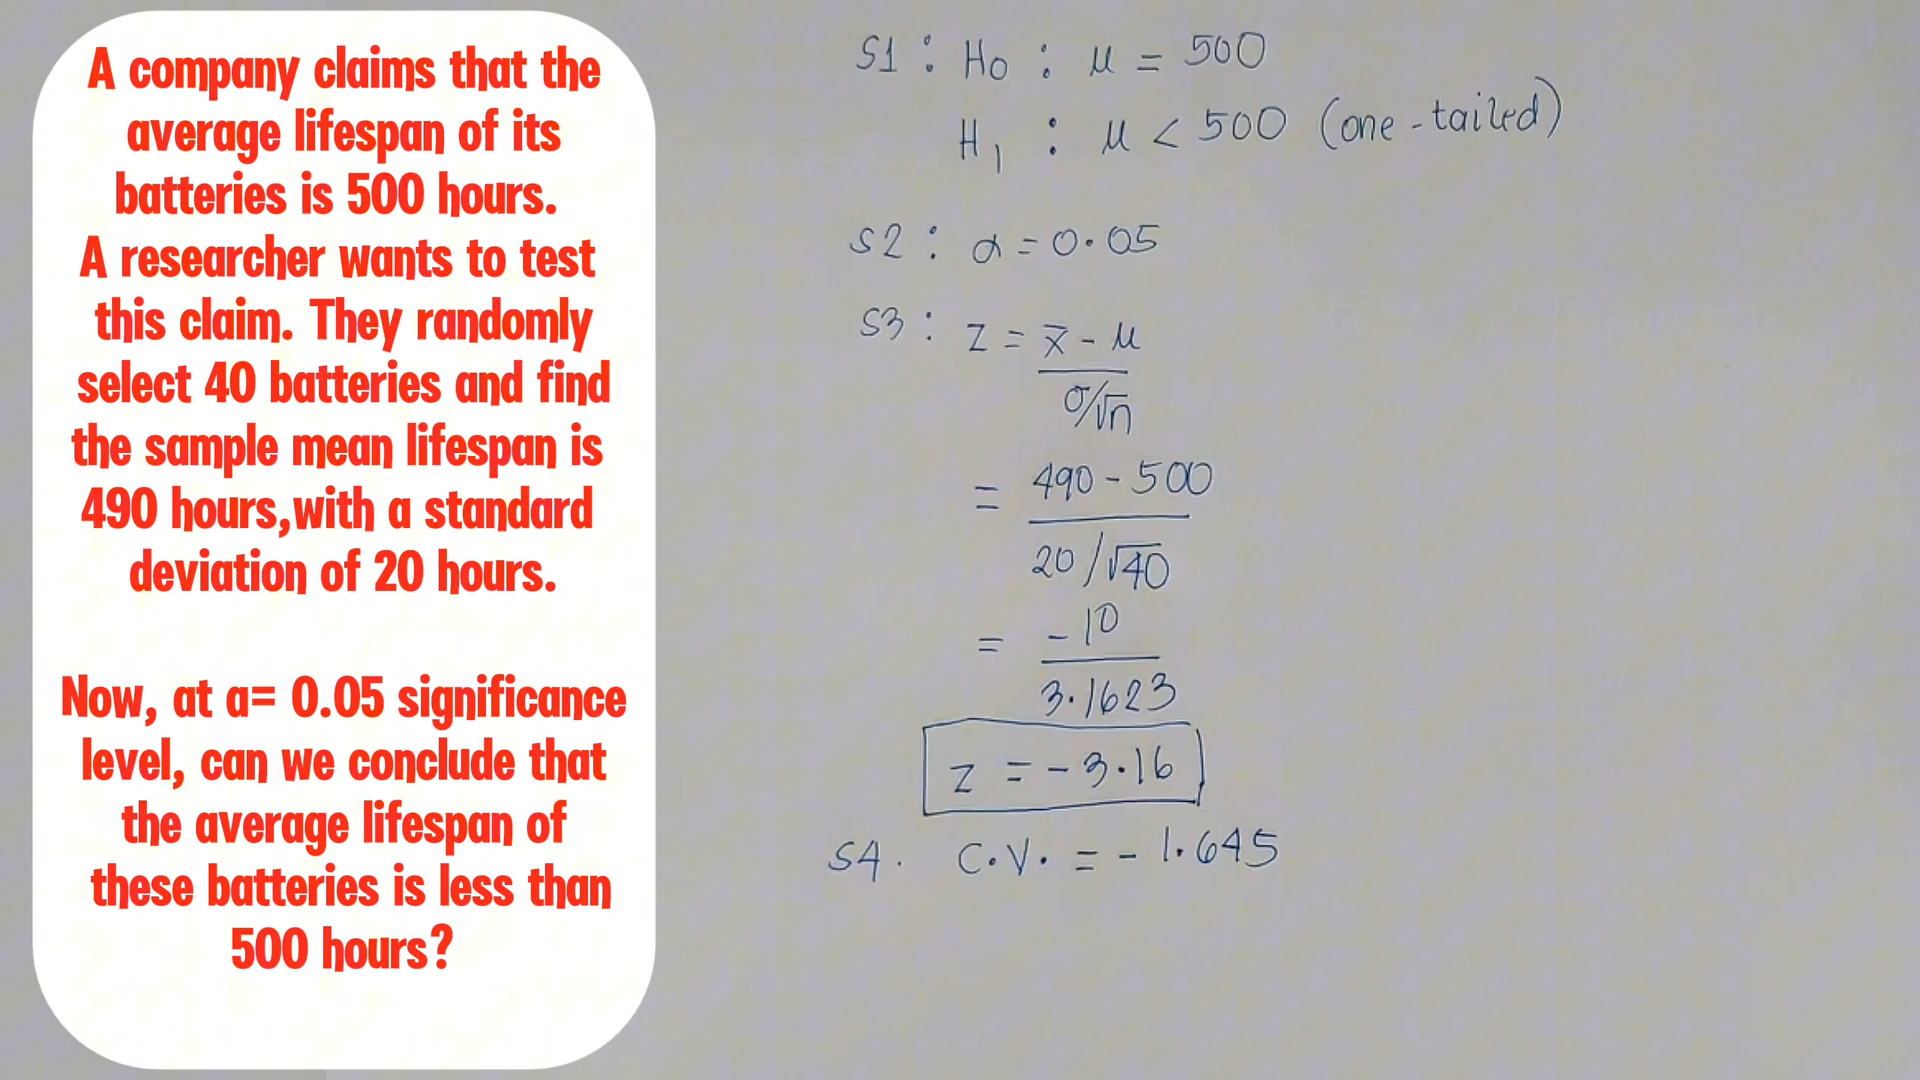 A company claims that the
average lifespan of its
batteries is 500 hours.
A researcher wants to test
this claim. They randomly
select 40 batteries and find
the sample mean lifespan is
490 hours,with a standard
deviation of 20 hours.
Now, at a= 0.05 significance
level, can we conclude that
the average lifespan of
these batteries is less than
500 hours?
S1 : Ho : μ = 500
H1 : μ < 500 (one-tailed)
S2 : α = 0.05
S3 : z = x̄ - μ
σ/√n
= 490 - 500
20/√40
= -10
3.1623
z = -3.16
S4. C.V. = -1.645